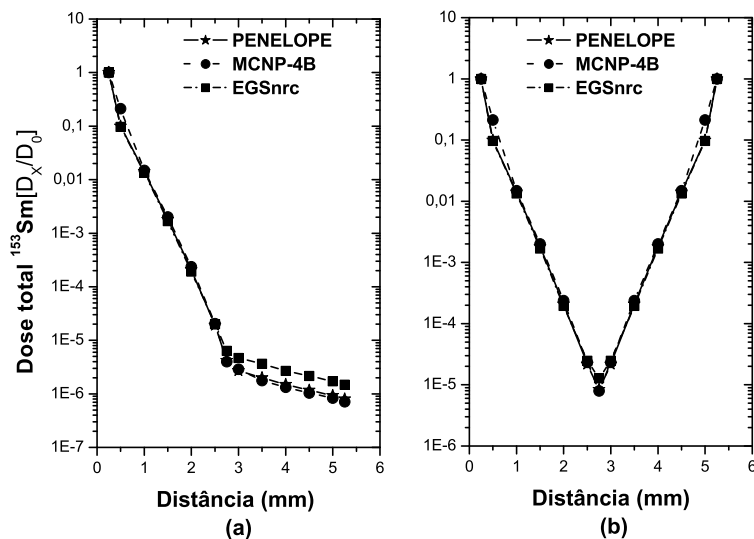 PENELOPE
MCNP-4B
EGSnrc
Dose total ¹⁵³Sm[Dₓ/D₀]
1
0,1
0,01
1E-3
1E-4
1E-5
1E-6
1E-7
0 1 2 3 4 5 6
Distância (mm)
(a)
PENELOPE
MCNP-4B
EGSnrc
1
0,1
0,01
1E-3
1E-4
1E-5
1E-6
0 1 2 3 4 5 6
Distância (mm)
(b)